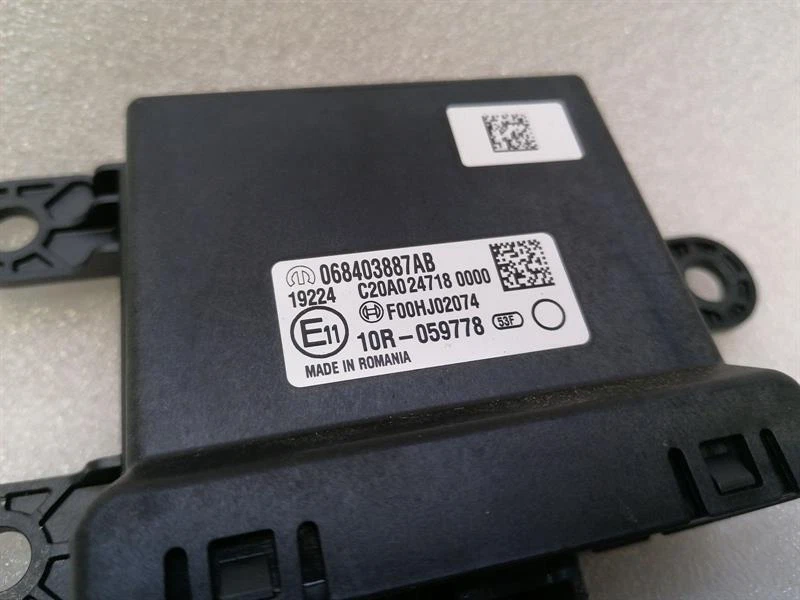 068403887AB
19224 C20A024718 0000
E11 F00HJ02074
10R-059778 53F
MADE IN ROMANIA